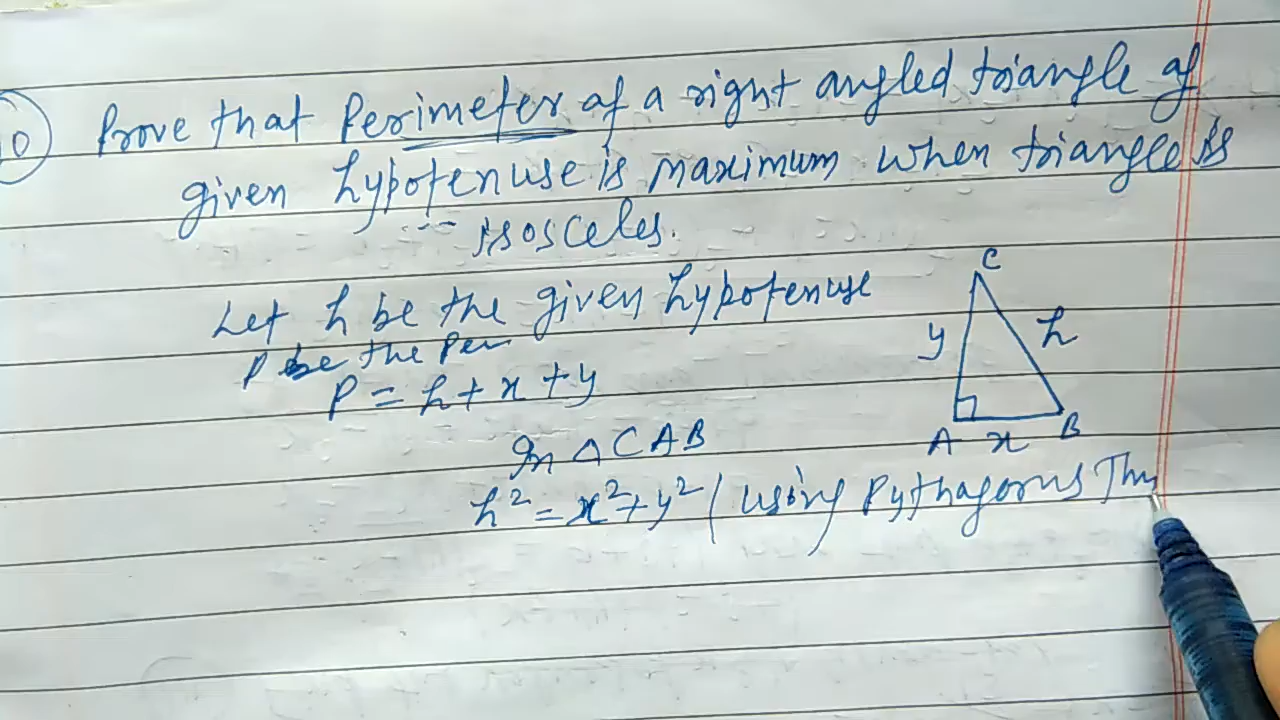 10 Prove that Perimeter of a right angled triangle of
given hypotenuse is maximum when triangle is
isosceles.
Let h be the given hypotenuse
P be the Per
P = h + x + y
In △CAB
h² = x² + y² ( using Pythagorus Thm
C
y
h
A
x
B